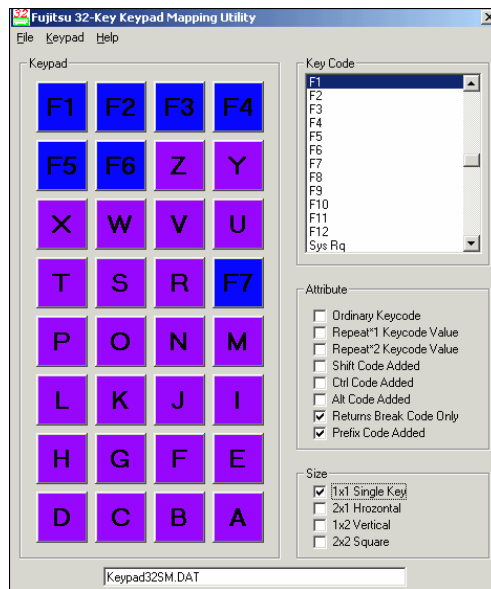 32 Fujitsu 32-Key Keypad Mapping Utility X
File Keypad Help
Keypad
F1 F2 F3 F4
F5 F6 Z Y
X W V U
T S R F7
P O N M
L K J I
H G F E
D C B A
Key Code
F1
F2
F3
F4
F5
F6
F7
F8
F9
F10
F11
F12
Sys Rq
Attribute
Ordinary Keycode
Repeat*1 Keycode Value
Repeat*2 Keycode Value
Shift Code Added
Ctrl Code Added
Alt Code Added
Returns Break Code Only
Prefix Code Added
Size
1x1 Single Key
2x1 Hrozontal
1x2 Vertical
2x2 Square
Keypad32SM.DAT